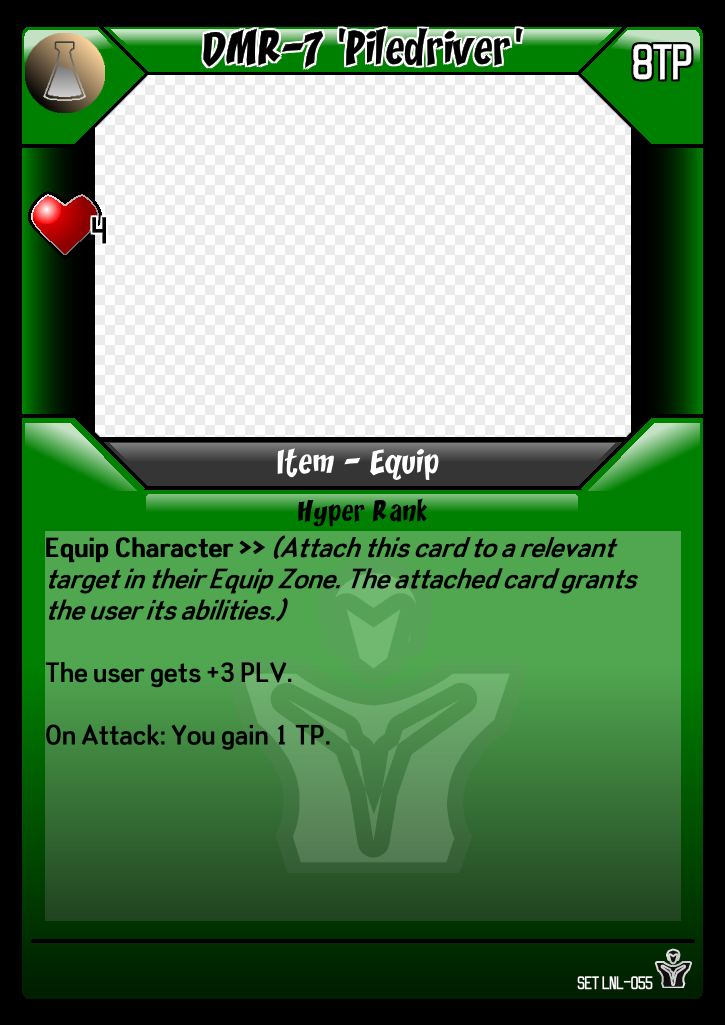 DMR-7 'Piledriver'
8TP
4
Item - Equip
Hyper Rank
Equip Character >> (Attach this card to a relevant
target in their Equip Zone. The attached card grants
the user its abilities.)
The user gets +3 PLV.
On Attack: You gain 1 TP.
SET LNL-055